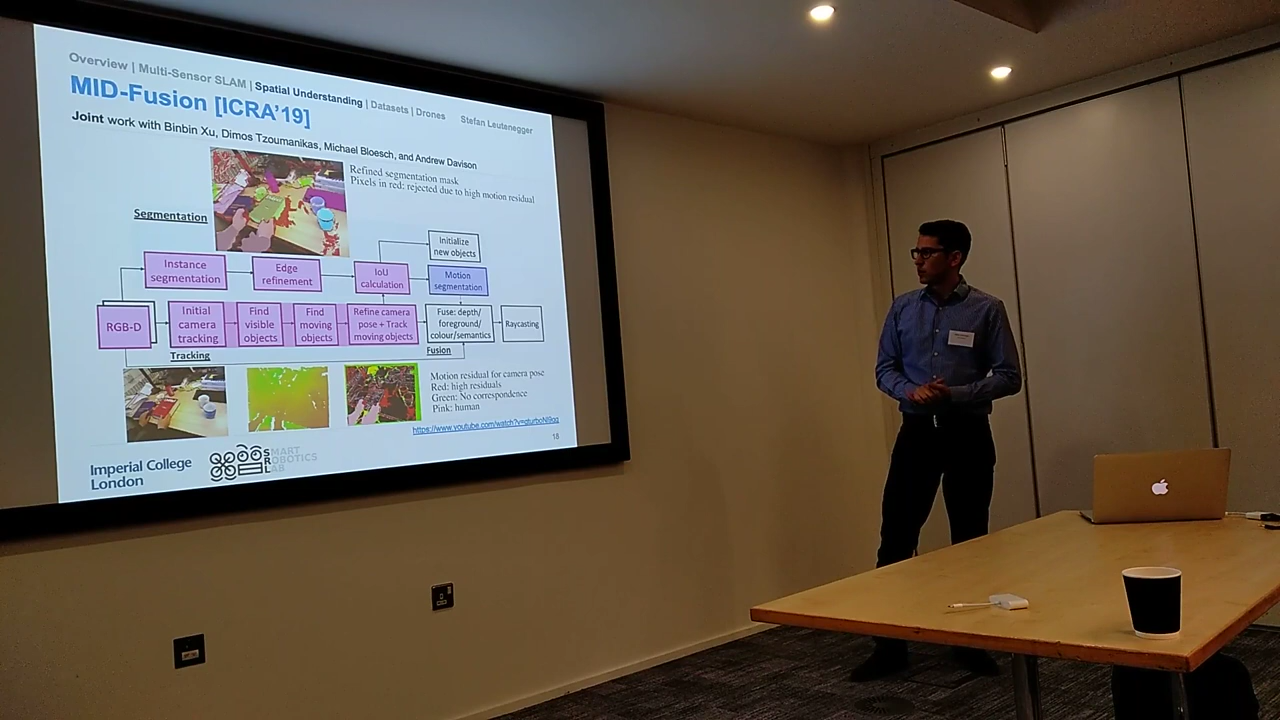 Overview | Multi-Sensor SLAM | Spatial Understanding | Datasets | Drones
Stefan Leutenegger
MID-Fusion [ICRA'19]
Joint work with Binbin Xu, Dimos Tzoumanikas, Michael Bloesch, and Andrew Davison
Refined segmentation mask
Pixels in red: rejected due to high motion residual
Segmentation
Initialize
new objects
Instance
segmentation
Edge
refinement
IoU
calculation
Motion
segmentation
RGB-D
Initial
camera
tracking
Find
visible
objects
Find
moving
objects
Refine camera
pose + Track
moving objects
Fuse: depth/
foreground/
colour/semantics
Raycasting
Tracking
Fusion
Motion residual for camera pose
Red: high residuals
Green: No correspondence
Pink: human
18
Imperial College
London
SMART
ROBOTICS
LAB